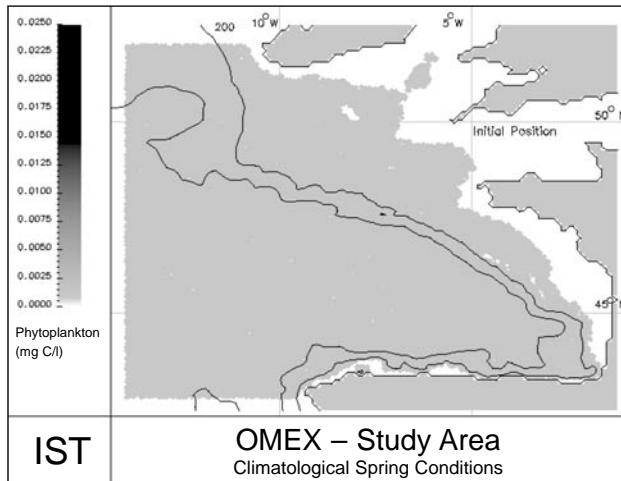 0.0250
0.0225
0.0200
0.0175
0.0150
0.0125
0.0100
0.0075
0.0050
0.0025
0.0000
Phytoplankton
(mg C/l)
200
10°W
5°W
50° N
Initial Position
45° N
IST
OMEX – Study Area
Climatological Spring Conditions